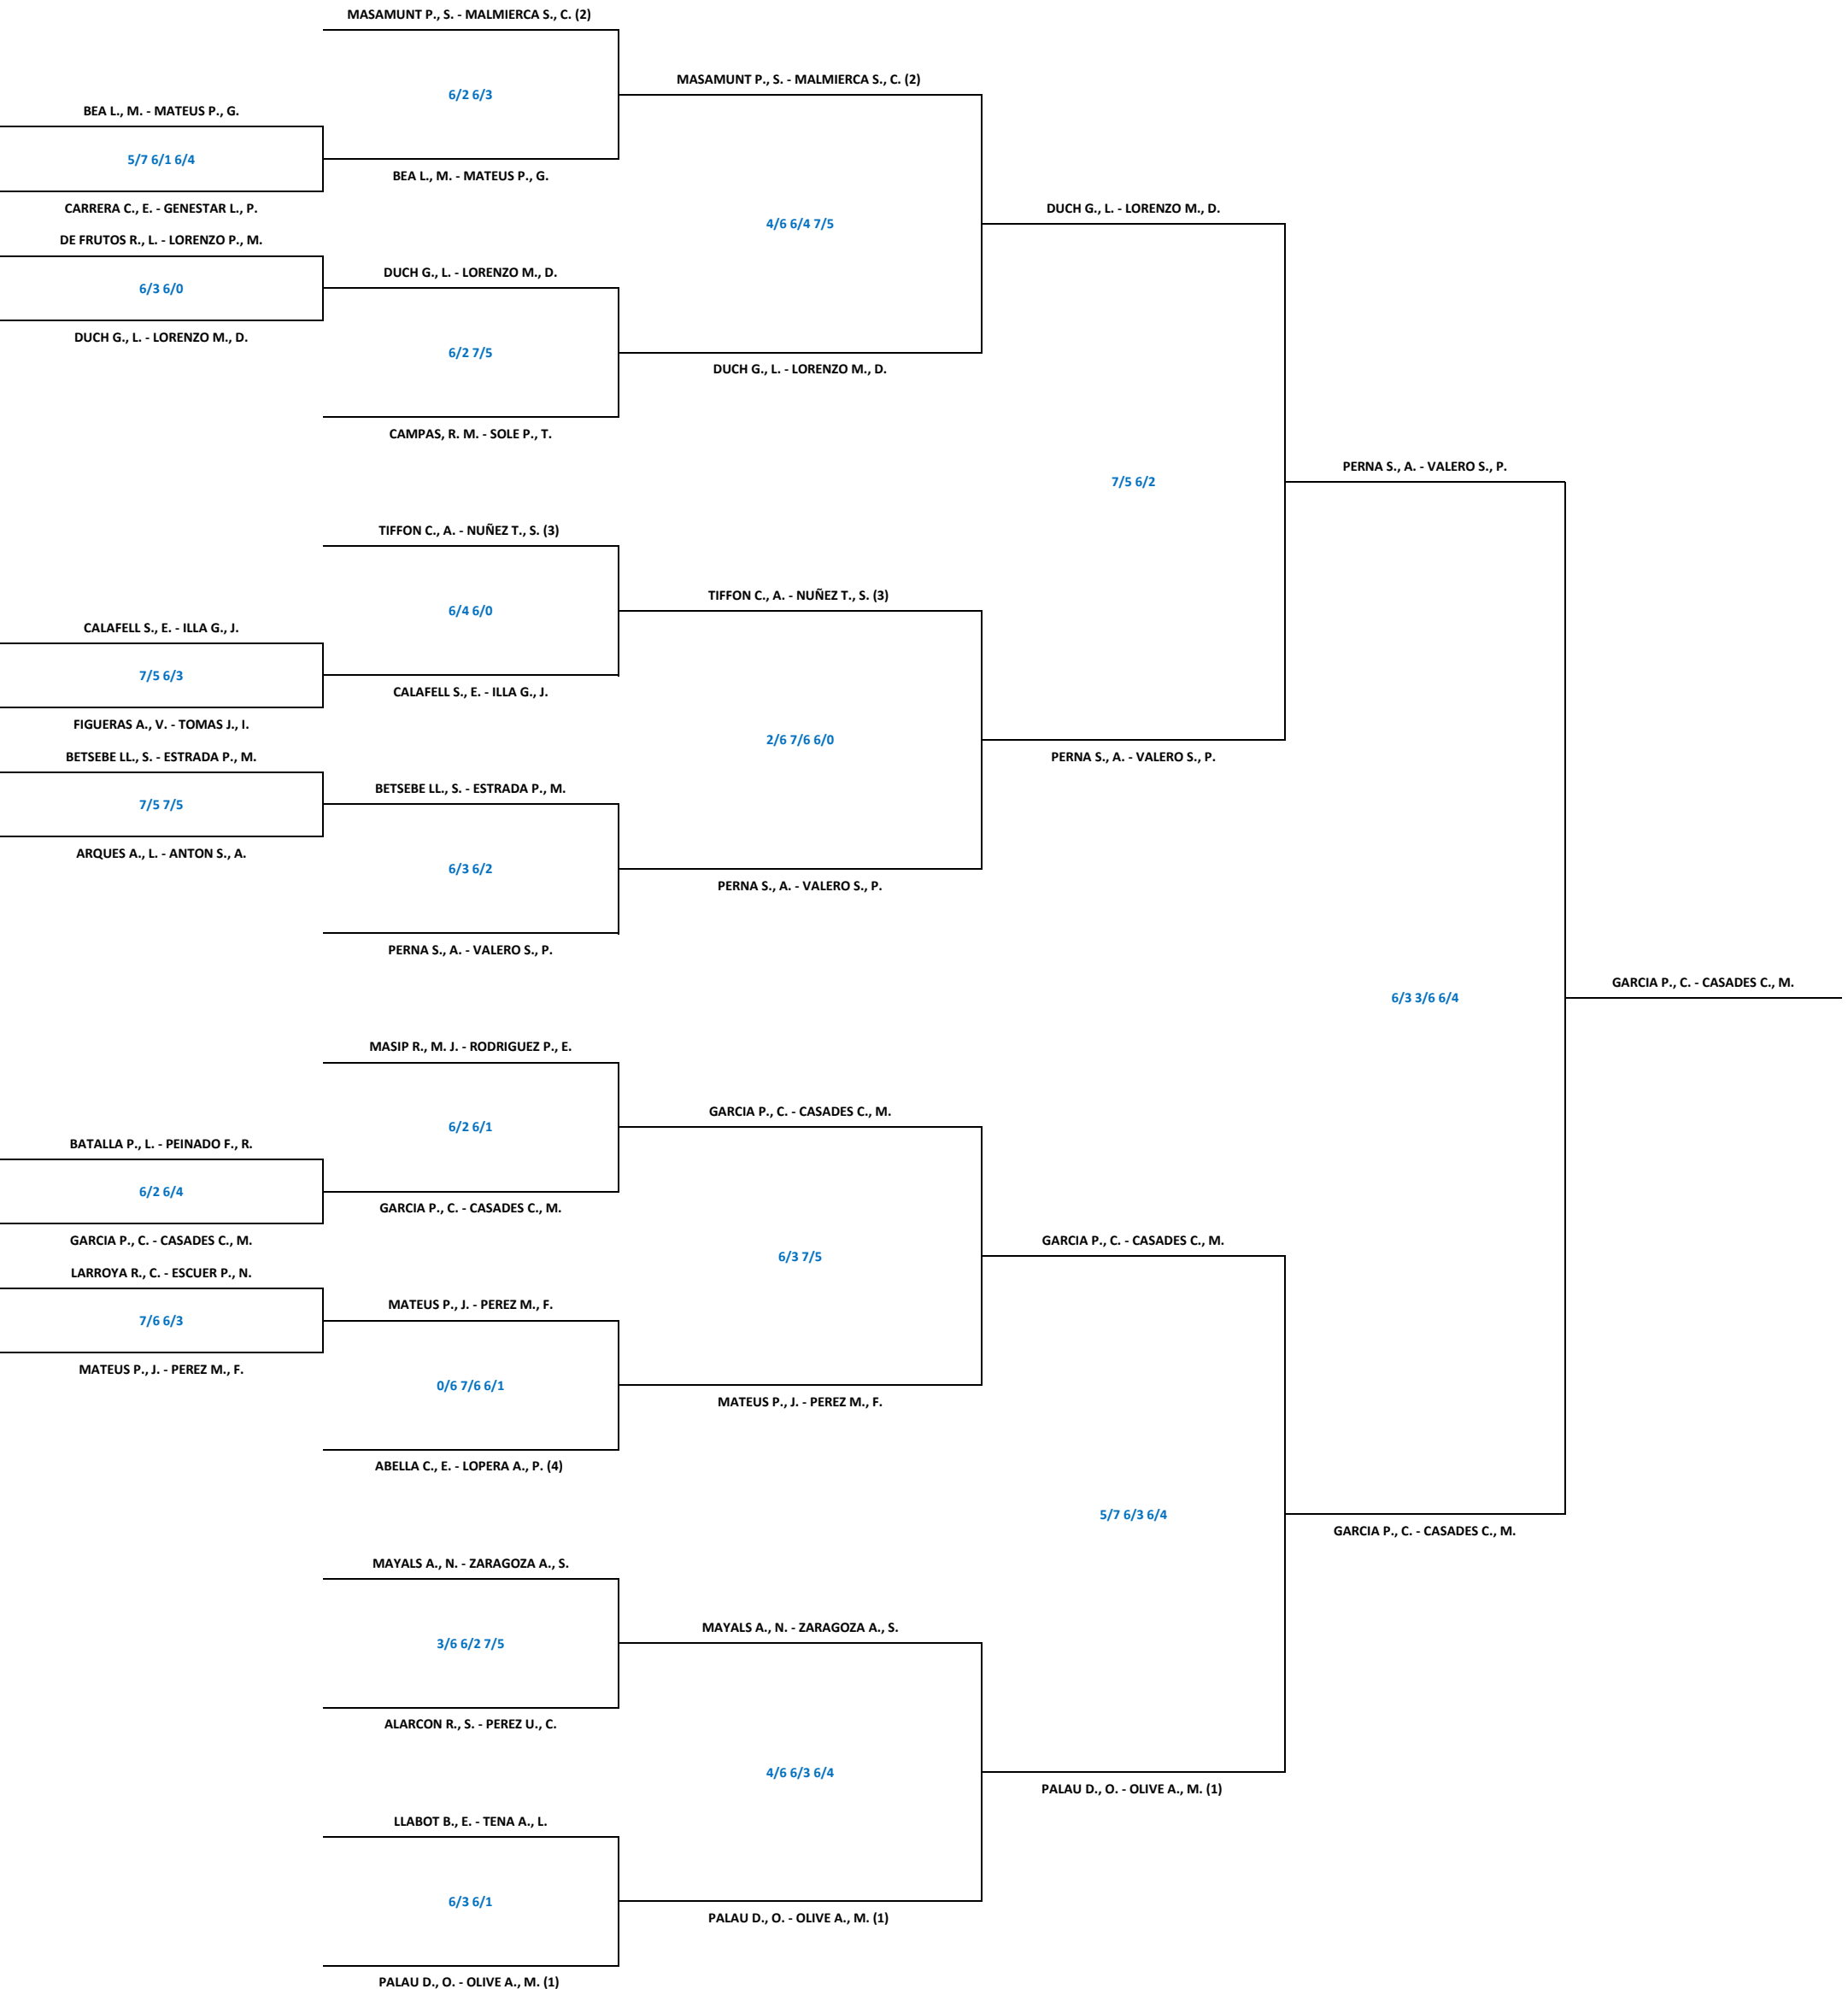 MASAMUNT P., S. - MALMIERCA S., C. (2)
MASAMUNT P., S. - MALMIERCA S., C. (2)
6/2 6/3
BEA L., M. - MATEUS P., G.
5/7 6/1 6/4
BEA L., M. - MATEUS P., G.
CARRERA C., E. - GENESTAR L., P.
DUCH G., L. - LORENZO M., D.
4/6 6/4 7/5
DE FRUTOS R., L. - LORENZO P., M.
DUCH G., L. - LORENZO M., D.
6/3 6/0
DUCH G., L. - LORENZO M., D.
6/2 7/5
DUCH G., L. - LORENZO M., D.
CAMPAS, R. M. - SOLE P., T.
PERNA S., A. - VALERO S., P.
7/5 6/2
TIFFON C., A. - NUÑEZ T., S. (3)
TIFFON C., A. - NUÑEZ T., S. (3)
6/4 6/0
CALAFELL S., E. - ILLA G., J.
7/5 6/3
CALAFELL S., E. - ILLA G., J.
FIGUERAS A., V. - TOMAS J., I.
2/6 7/6 6/0
BETSEBE LL., S. - ESTRADA P., M.
PERNA S., A. - VALERO S., P.
BETSEBE LL., S. - ESTRADA P., M.
7/5 7/5
ARQUES A., L. - ANTON S., A.
6/3 6/2
PERNA S., A. - VALERO S., P.
PERNA S., A. - VALERO S., P.
GARCIA P., C. - CASADES C., M.
6/3 3/6 6/4
MASIP R., M. J. - RODRIGUEZ P., E.
GARCIA P., C. - CASADES C., M.
6/2 6/1
BATALLA P., L. - PEINADO F., R.
6/2 6/4
GARCIA P., C. - CASADES C., M.
GARCIA P., C. - CASADES C., M.
GARCIA P., C. - CASADES C., M.
6/3 7/5
LARROYA R., C. - ESCUER P., N.
MATEUS P., J. - PEREZ M., F.
7/6 6/3
MATEUS P., J. - PEREZ M., F.
0/6 7/6 6/1
MATEUS P., J. - PEREZ M., F.
ABELLA C., E. - LOPERA A., P. (4)
5/7 6/3 6/4
GARCIA P., C. - CASADES C., M.
MAYALS A., N. - ZARAGOZA A., S.
MAYALS A., N. - ZARAGOZA A., S.
3/6 6/2 7/5
ALARCON R., S. - PEREZ U., C.
4/6 6/3 6/4
PALAU D., O. - OLIVE A., M. (1)
LLABOT B., E. - TENA A., L.
6/3 6/1
PALAU D., O. - OLIVE A., M. (1)
PALAU D., O. - OLIVE A., M. (1)